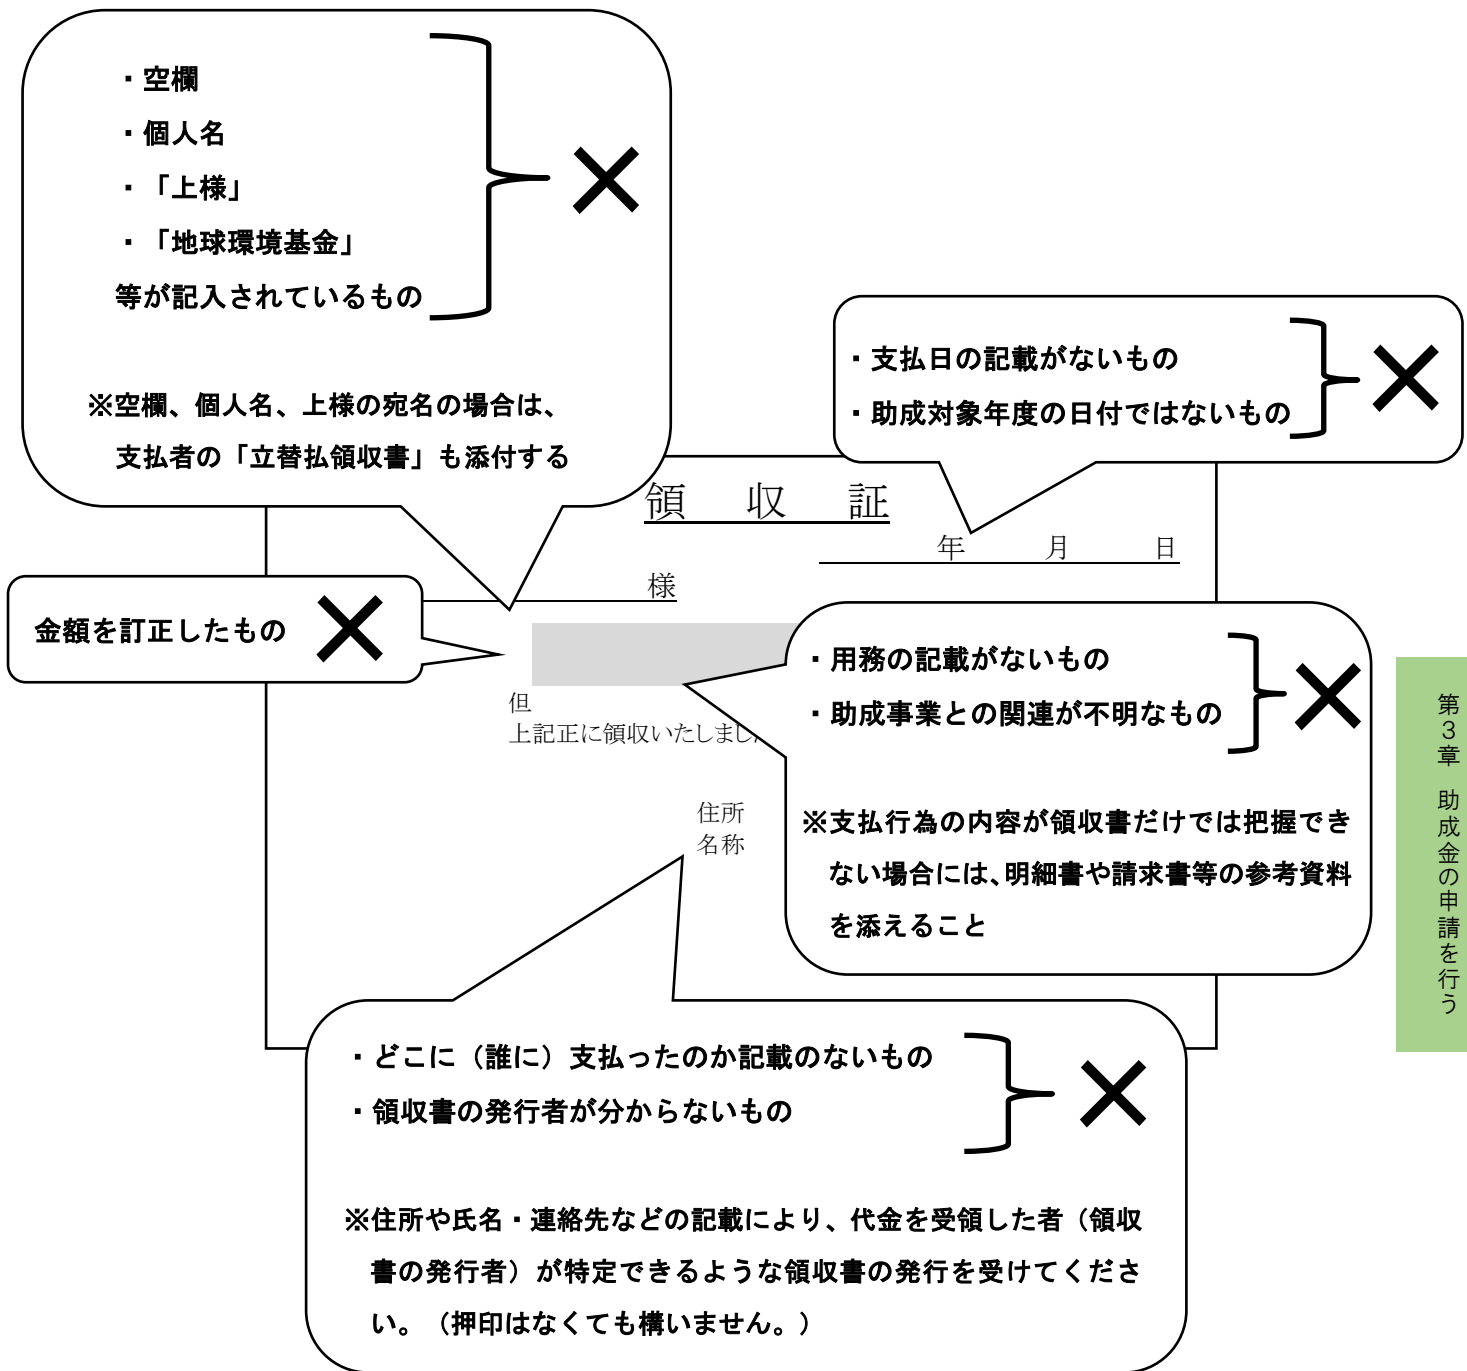 ・空欄
・個人名
・「上様」
・「地球環境基金」
等が記入されているもの
※空欄、個人名、上様の宛名の場合は、
支払者の「立替払領収書」も添付する
・支払日の記載がないもの
・助成対象年度の日付ではないもの
領 収 証
年 月 日
様
金額を訂正したもの
但
上記正に領収いたしまし
・用務の記載がないもの
・助成事業との関連が不明なもの
※支払行為の内容が領収書だけでは把握でき
ない場合には、明細書や請求書等の参考資料
を添えること
住所
名称
・どこに（誰に）支払ったのか記載のないもの
・領収書の発行者が分からないもの
※住所や氏名・連絡先などの記載により、代金を受領した者（領収
書の発行者）が特定できるような領収書の発行を受けてくださ
い。（押印はなくても構いません。）
第３章 助成金の申請を行う